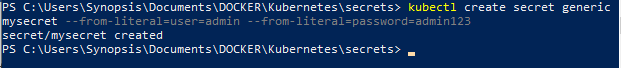 PS C:\Users\Synopsis\Documents\DOCKER\Kubernetes\secrets> kubectl create secret generic
mysecret --from-literal=user=admin --from-literal=password=admin123
secret/mysecret created
PS C:\Users\Synopsis\Documents\DOCKER\Kubernetes\secrets>